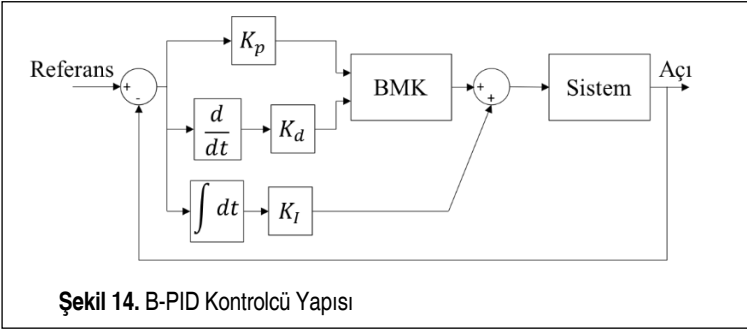 Referans
+
-
K_p
d/dt
K_d
∫ dt
K_I
BMK
+
+
Sistem
Açı
Şekil 14. B-PID Kontrolcü Yapısı